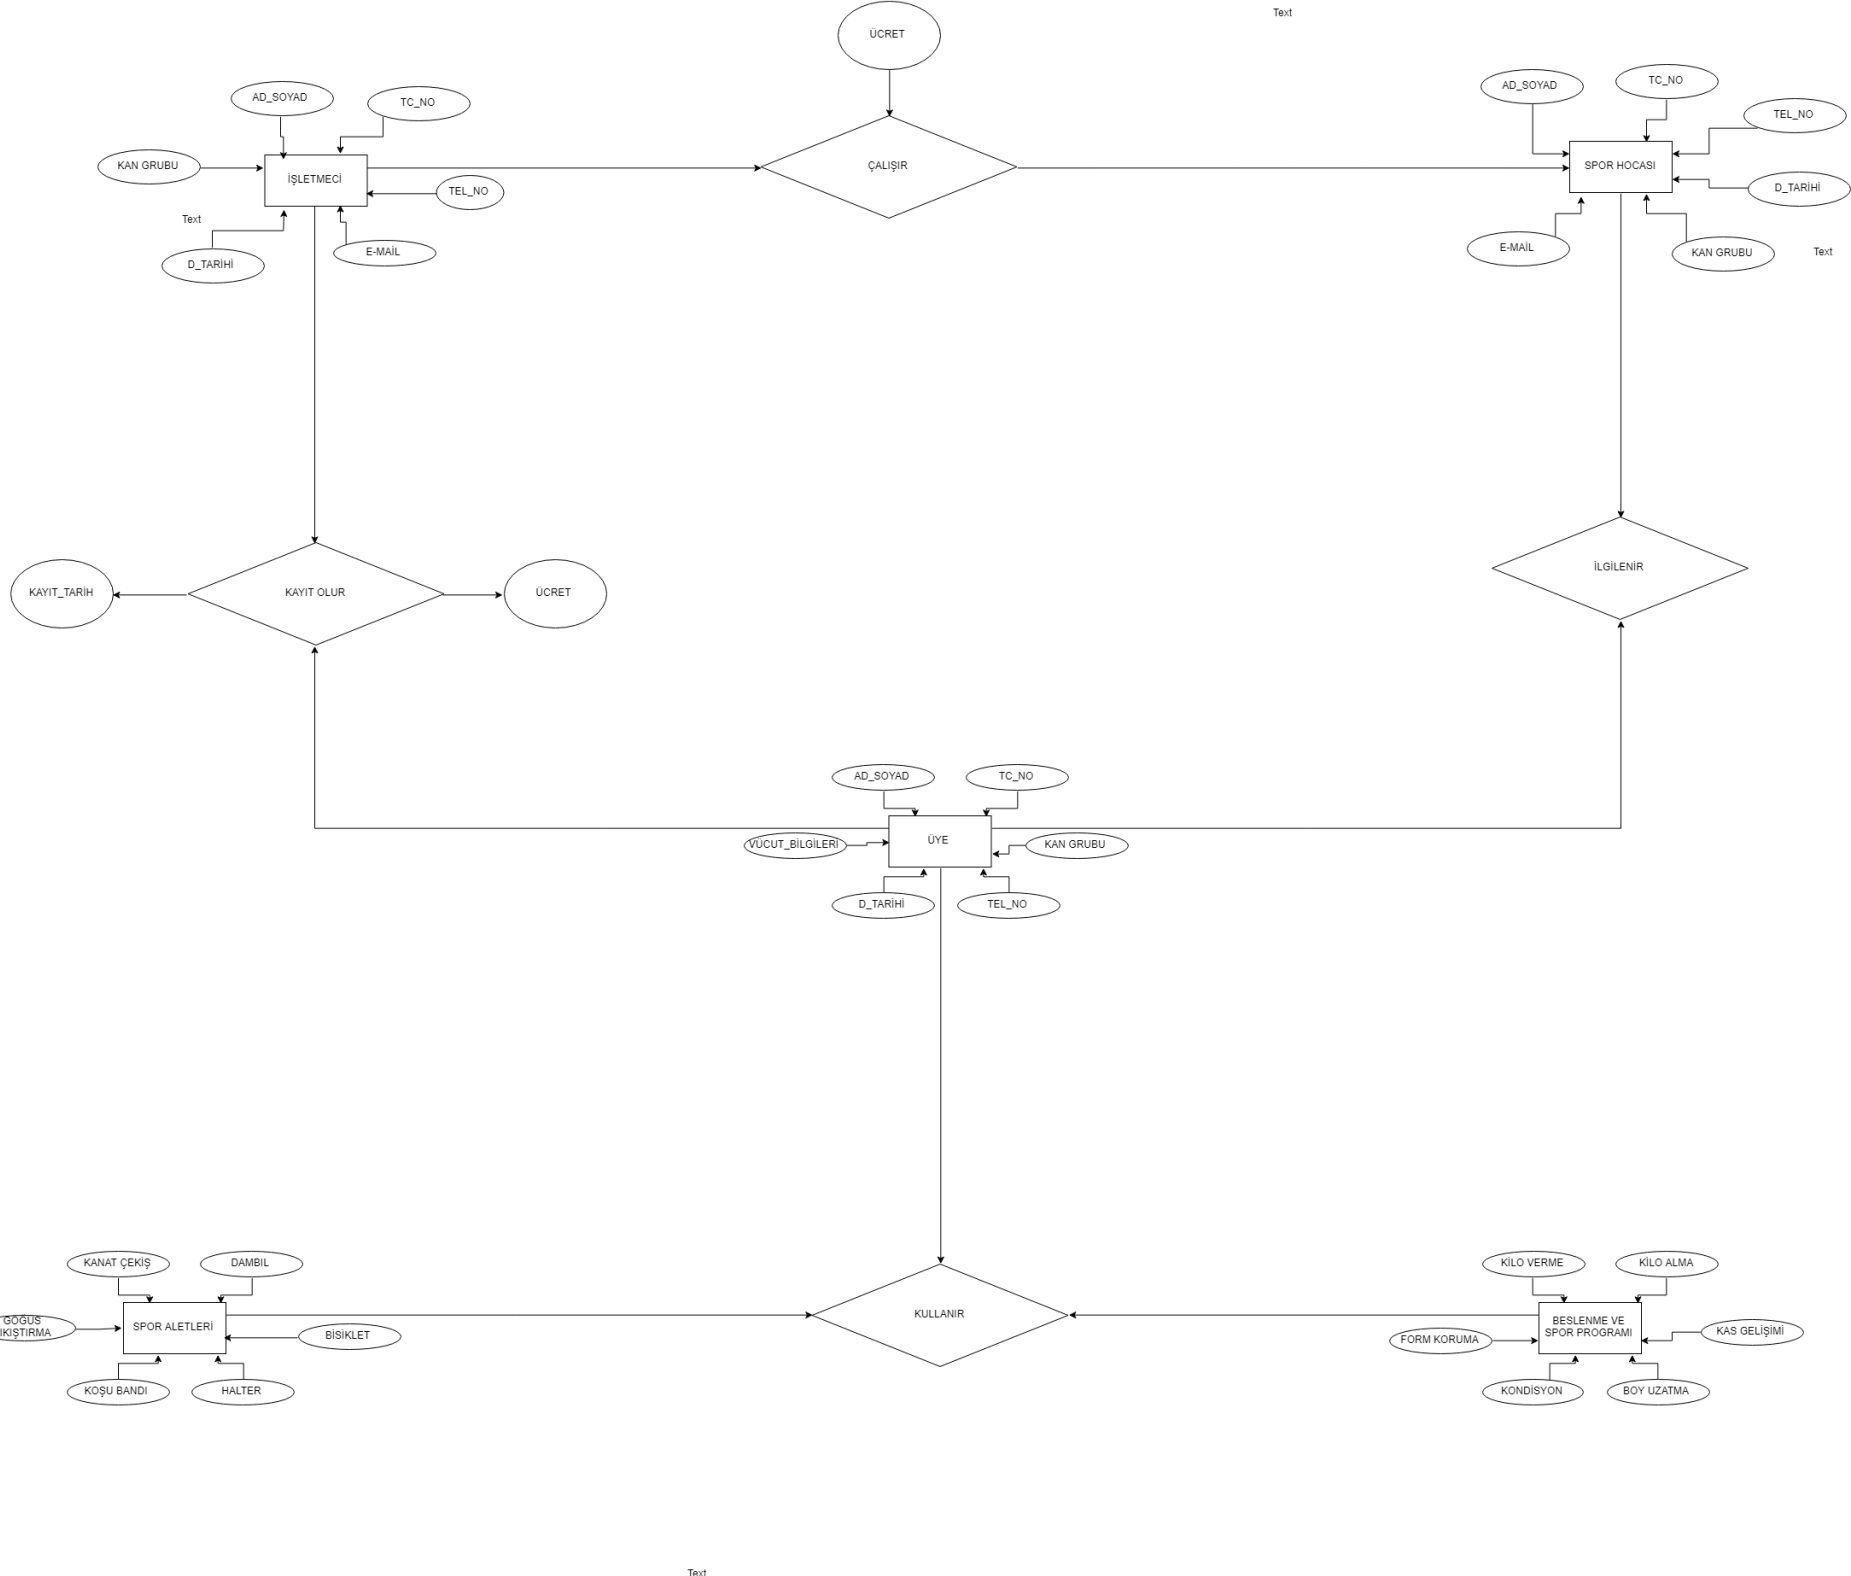 ÜCRET
Text
AD_SOYAD
TC_NO
AD_SOYAD
TC_NO
TEL_NO
KAN GRUBU
İŞLETMECİ
TEL_NO
ÇALIŞIR
SPOR HOCASI
D_TARİHİ
Text
D_TARİHİ
E-MAİL
E-MAİL
KAN GRUBU
Text
KAYIT_TARİH
KAYIT OLUR
ÜCRET
İLGİLENİR
AD_SOYAD
TC_NO
VÜCUT_BİLGİLERİ
ÜYE
KAN GRUBU
D_TARİHİ
TEL_NO
KANAT ÇEKİŞ
DAMBIL
GÖĞÜS
IKIŞTIRMA
SPOR ALETLERİ
BİSİKLET
KOŞU BANDI
HALTER
KULLANIR
KİLO VERME
KİLO ALMA
FORM KORUMA
BESLENME VE
SPOR PROGRAMI
KAS GELİŞİMİ
KONDİSYON
BOY UZATMA
Text